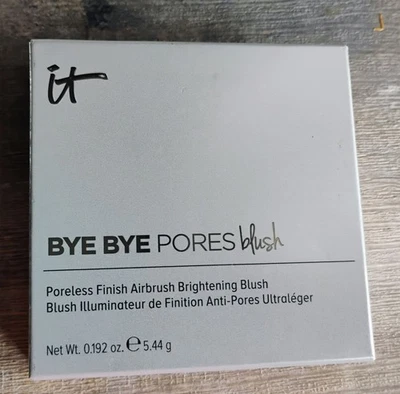 it
BYE BYE PORES blush
Poreless Finish Airbrush Brightening Blush
Blush Illuminateur de Finition Anti-Pores Ultraléger
Net Wt. 0.192 oz. ℮ 5.44 g